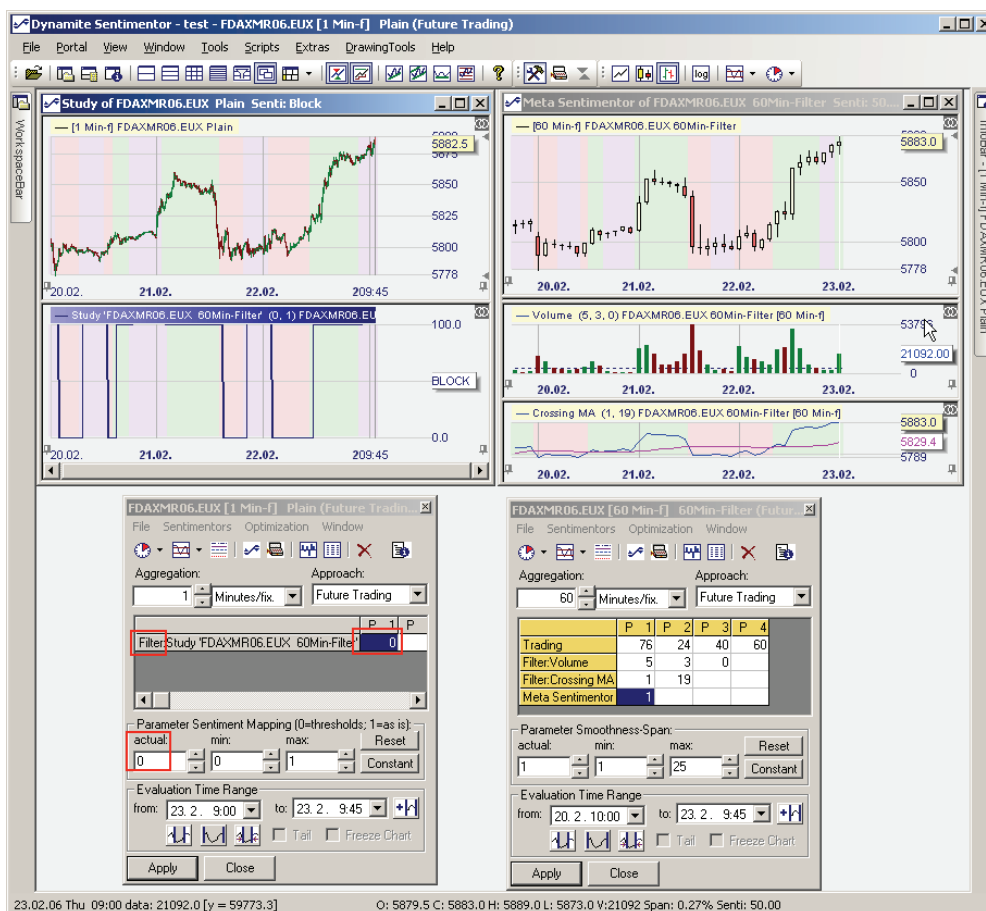 Dynamite Sentimentor - test - FDAXMR06.EUX [1 Min-f] Plain (Future Trading)
File Portal View Window Tools Scripts Extras DrawingTools Help
log
WorkspaceBar
Study of FDAXMR06.EUX Plain Senti: Block
[1 Min-f] FDAXMR06.EUX Plain
5882.5
5875
5850
5825
5800
5778
20.02. 21.02. 22.02. 209:45
Study 'FDAXMR06.EUX 60Min-Filter' (0, 1) FDAXMR06.EU
100.0
BLOCK
0.0
20.02. 21.02. 22.02. 209:45
Meta Sentimentor of FDAXMR06.EUX 60Min-Filter Senti: 50....
[60 Min-f] FDAXMR06.EUX 60Min-Filter
5883.0
5850
5800
5778
20.02. 21.02. 22.02. 23.02.
Volume (5, 3, 0) FDAXMR06.EUX 60Min-Filter [60 Min-f]
53796
21092.00
0
20.02. 21.02. 22.02. 23.02.
Crossing MA (1, 19) FDAXMR06.EUX 60Min-Filter [60 Min-f]
5883.0
5829.4
5789
20.02. 21.02. 22.02. 23.02.
InfoBar - [1 Min-f] FDAXMR06.EUX Plain
FDAXMR06.EUX [1 Min-f] Plain (Future Tradin...
File Sentimentors Optimization Window
Aggregation: Approach:
1 Minutes/fix. Future Trading
P 1 P
Filter:Study 'FDAXMR06.EUX 60Min-Filter' 0
Parameter Sentiment Mapping (0=thresholds; 1=as is):
actual: min: max: Reset
0 0 1 Constant
Evaluation Time Range
from: 23. 2. 9:00 to: 23. 2. 9:45
Tail Freeze Chart
Apply Close
FDAXMR06.EUX [60 Min-f] 60Min-Filter (Futur...
File Sentimentors Optimization Window
Aggregation: Approach:
60 Minutes/fix. Future Trading
P 1 P 2 P 3 P 4
Trading 76 24 40 60
Filter:Volume 5 3 0
Filter:Crossing MA 1 19
Meta Sentimentor 1
Parameter Smoothness-Span:
actual: min: max: Reset
1 1 25 Constant
Evaluation Time Range
from: 20. 2. 10:00 to: 23. 2. 9:45
Tail Freeze Chart
Apply Close
23.02.06 Thu 09:00 data: 21092.0 [y = 59773.3] O: 5879.5 C: 5883.0 H: 5889.0 L: 5873.0 V:21092 Span: 0.27% Senti: 50.00